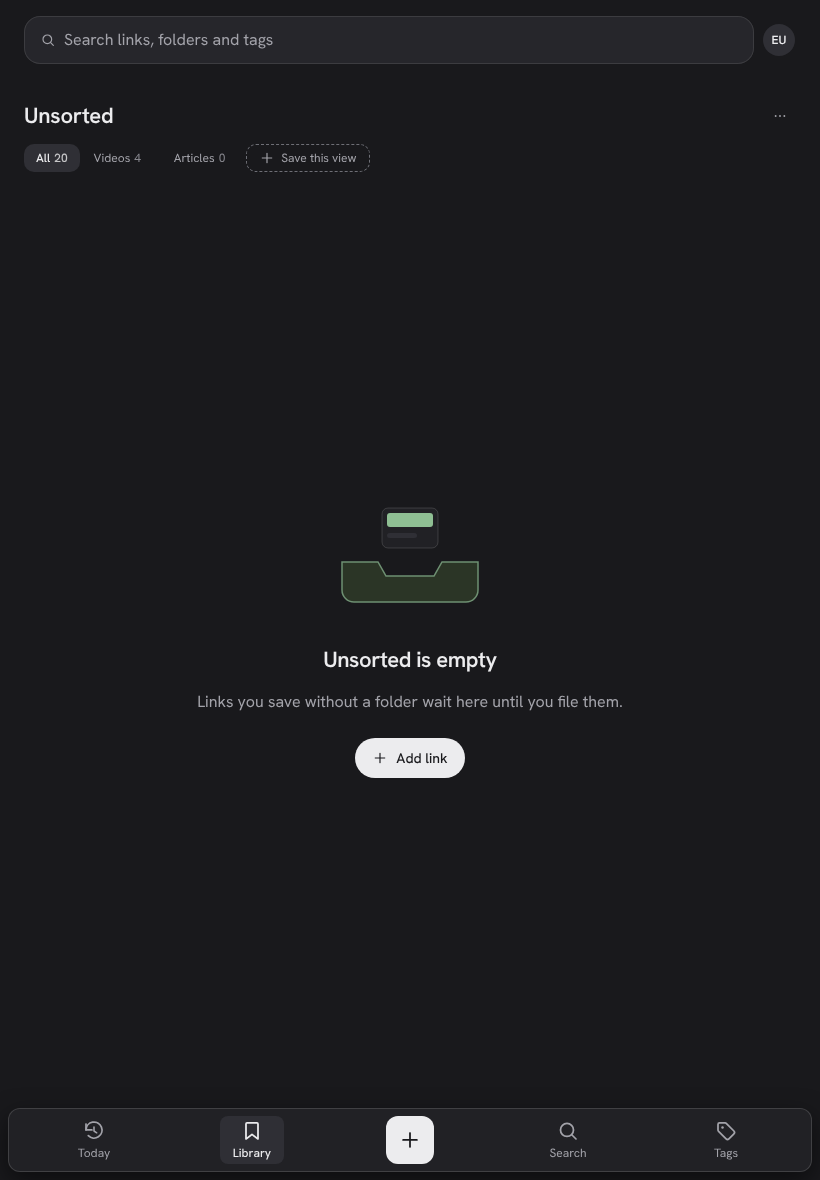 Search links, folders and tags
EU
Unsorted
All 20
Videos 4
Articles 0
Save this view
Unsorted is empty
Links you save without a folder wait here until you file them.
Add link
Today
Library
Search
Tags